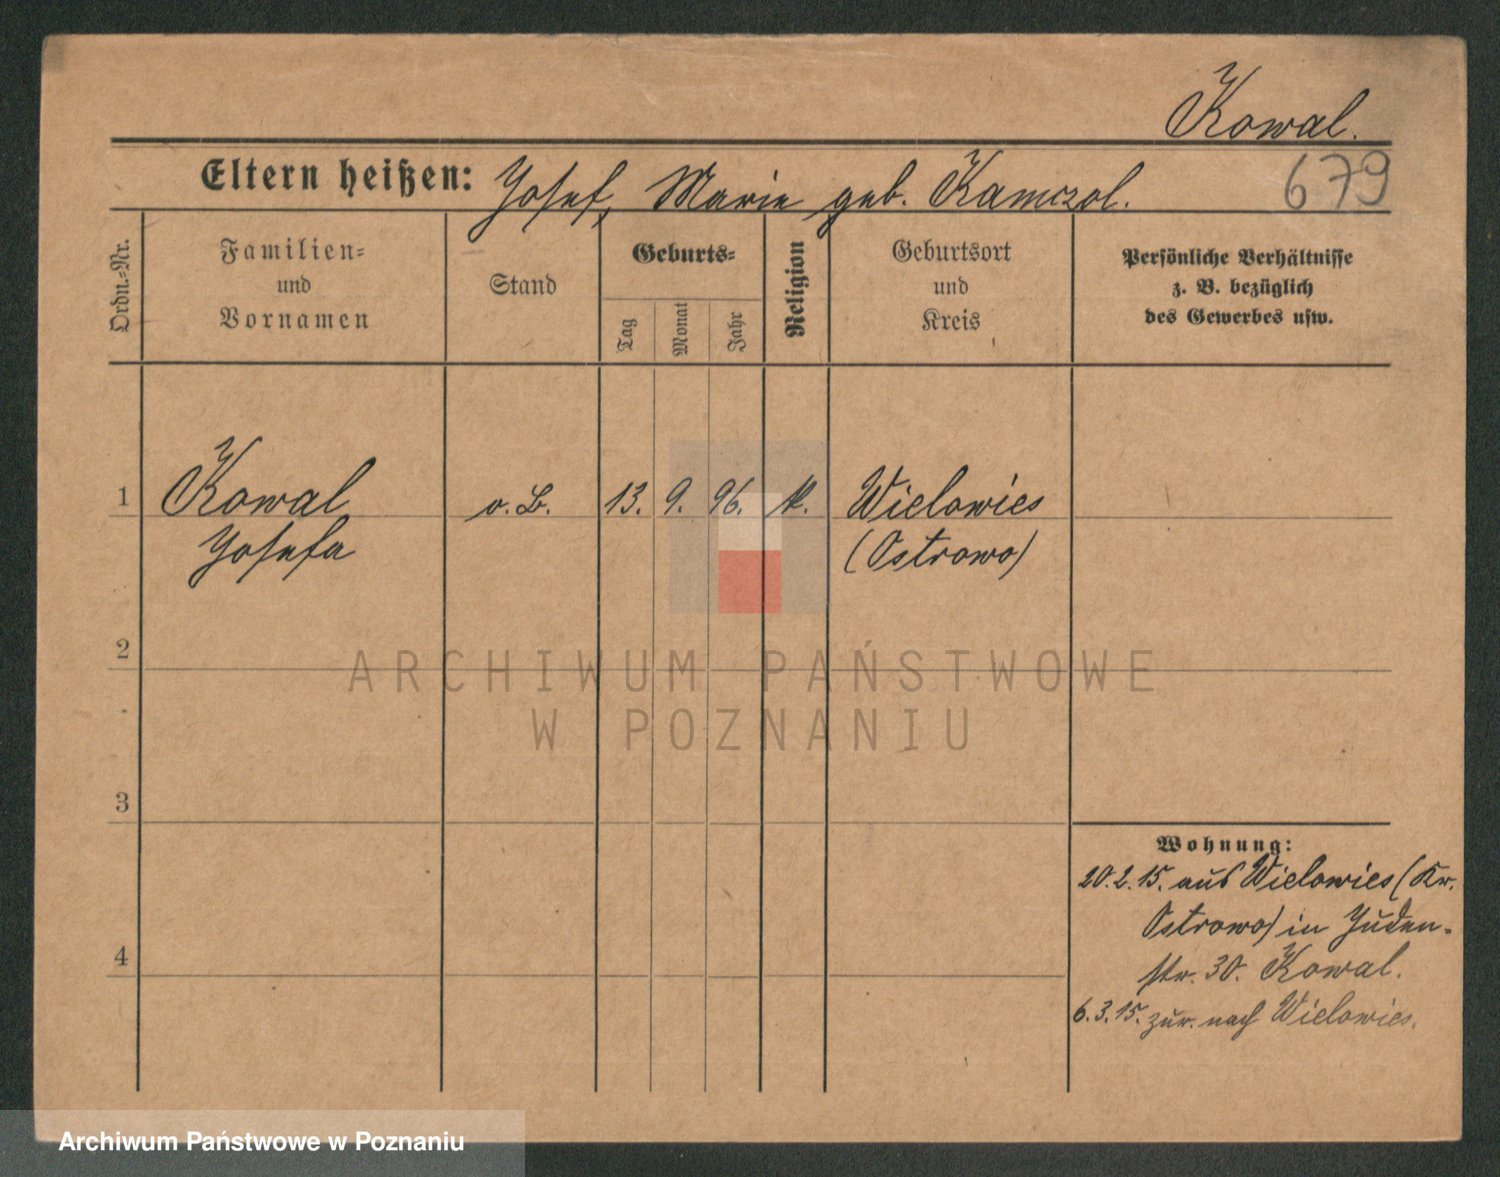 Kowal.
679
Eltern heißen: Josef, Marie geb. Kamczol.
Ordn.=Nr.
Familien=
und
Vornamen
Stand
Geburts=
Tag
Monat
Jahr
Religion
Geburtsort
und
Kreis
Persönliche Verhältnisse
z. B. bezüglich
des Gewerbes usw.
1 Kowal o. B. 13. 9. 96. k. Wielowies
Josefa (Ostrowo)
2
ARCHIWUM PAŃSTWOWE
W POZNANIU
3
Wohnung:
20.2.15. aus Wielowies (Kr.
Ostrowo) in Juden-
4
str. 30. Kowal.
6.3.15. zur. nach Wielowies.
Archiwum Państwowe w Poznaniu